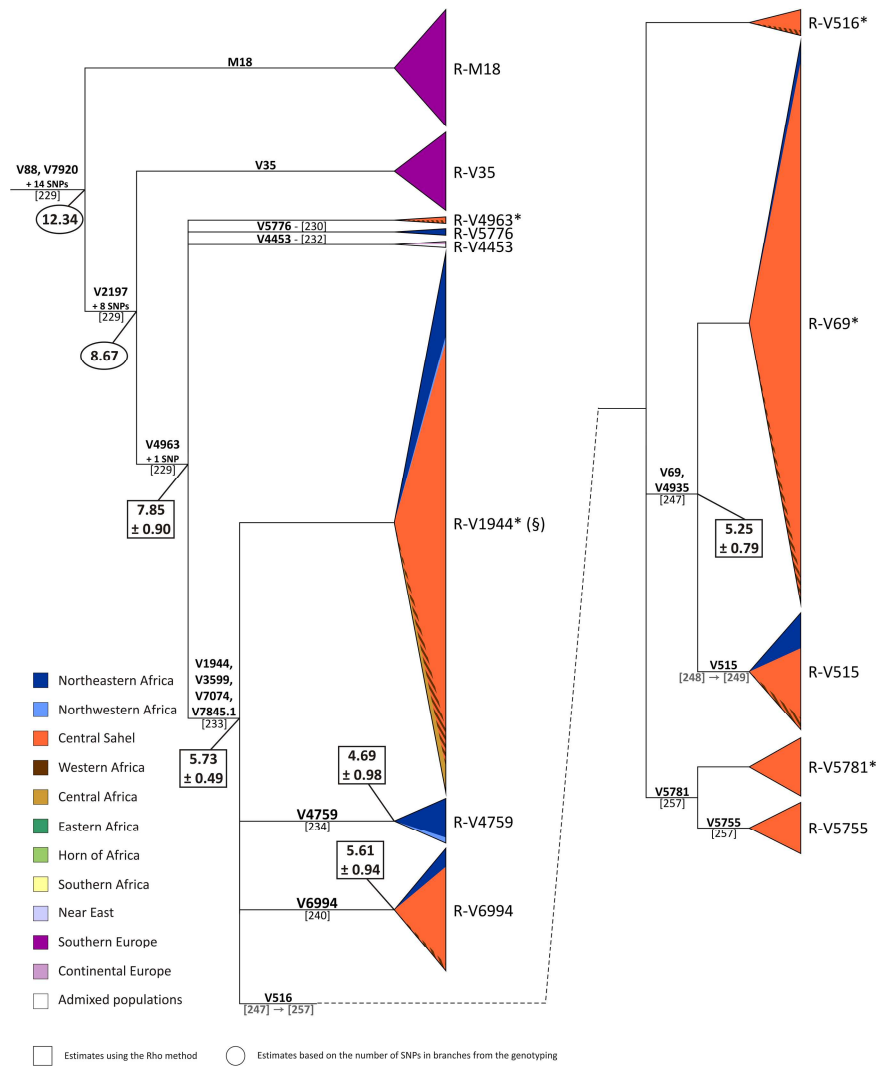 M18
R-M18
V88, V7920
+ 14 SNPs
[229]
12.34
V35
R-V35
R-V4963*
V5776 - [230]
R-V5776
V4453 - [232]
R-V4453
V2197
+ 8 SNPs
[229]
8.67
V4963
+ 1 SNP
[229]
7.85
± 0.90
R-V1944* (§)
V1944,
V3599,
V7074,
V7845.1
[233]
5.73
± 0.49
4.69
± 0.98
V4759
[234]
R-V4759
5.61
± 0.94
V6994
[240]
R-V6994
V516
[247] → [257]
R-V516*
R-V69*
V69,
V4935
[247]
5.25
± 0.79
V515
[248] → [249]
R-V515
R-V5781*
V5781
[257]
V5755
[257]
R-V5755
Northeastern Africa
Northwestern Africa
Central Sahel
Western Africa
Central Africa
Eastern Africa
Horn of Africa
Southern Africa
Near East
Southern Europe
Continental Europe
Admixed populations
Estimates using the Rho method
Estimates based on the number of SNPs in branches from the genotyping